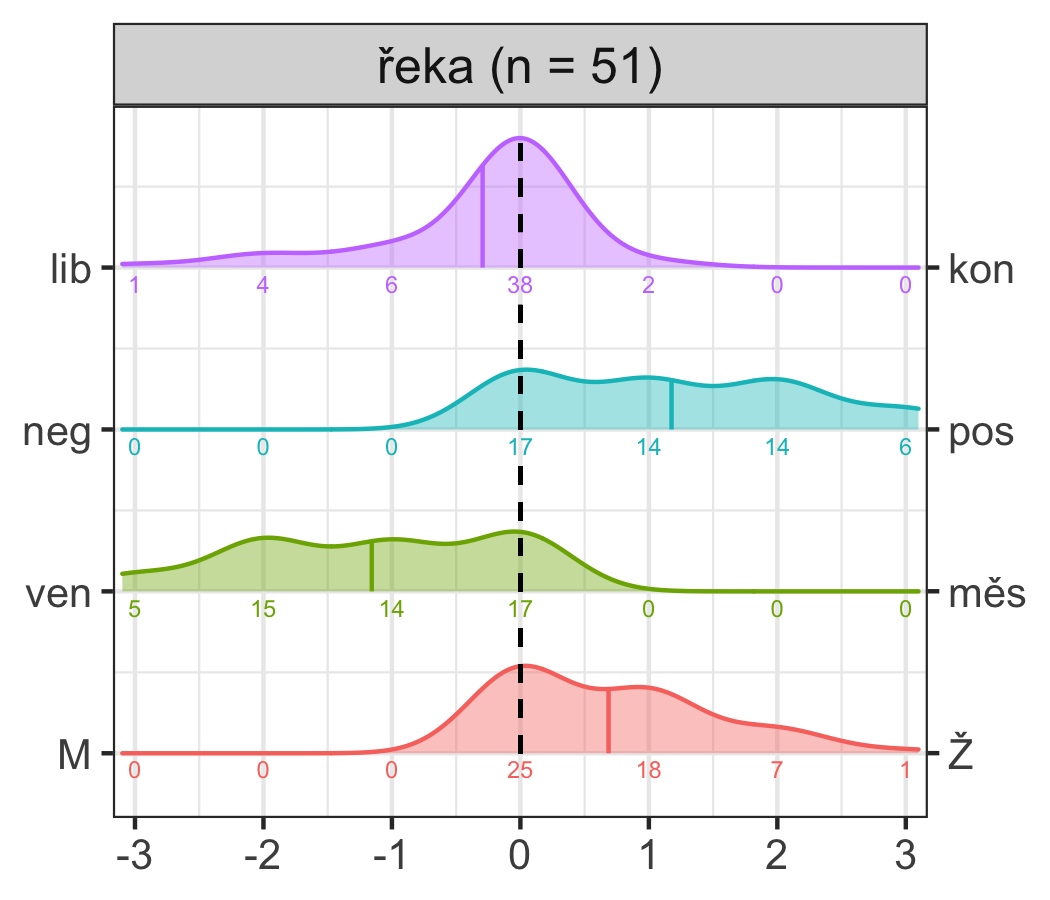 řeka (n = 51)
lib kon
1 4 6 38 2 0 0
neg pos
0 0 0 17 14 14 6
ven měs
5 15 14 17 0 0 0
M Ž
0 0 0 25 18 7 1
-3 -2 -1 0 1 2 3